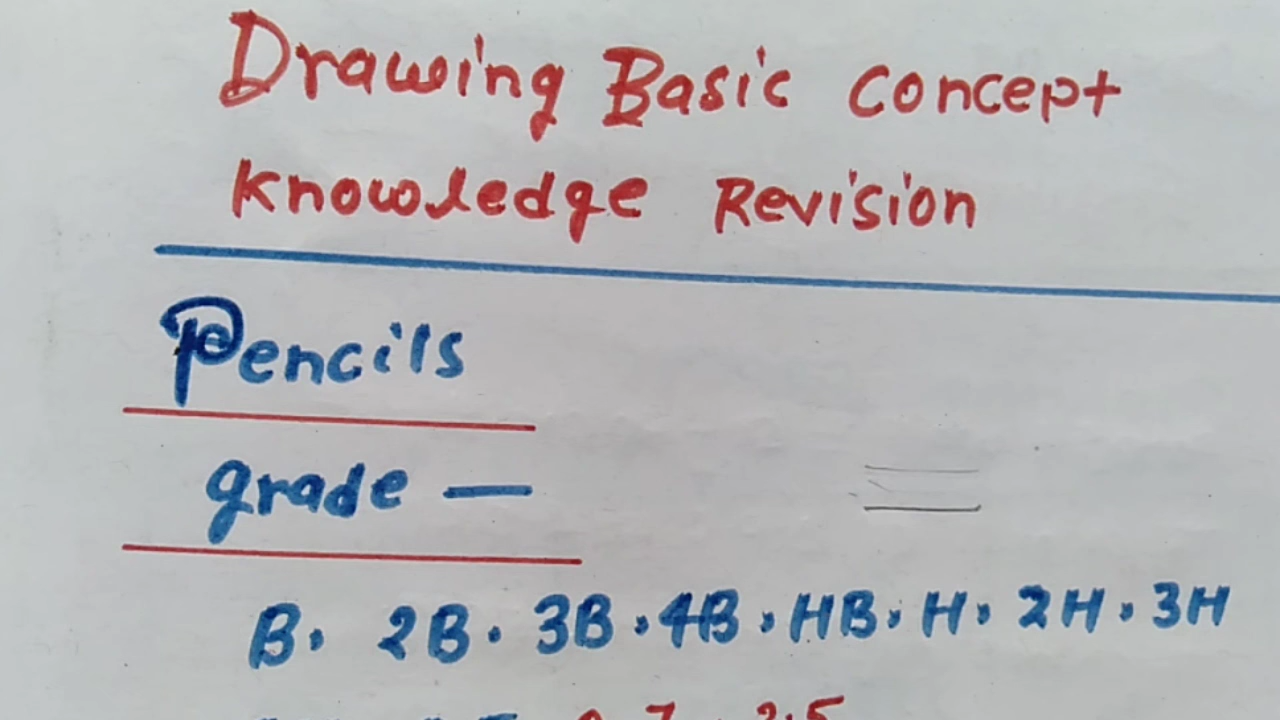 Drawing Basic Concept
Knowledge Revision
Pencils
grade —
B. 2B. 3B.4B.HB.H. 2H.3H